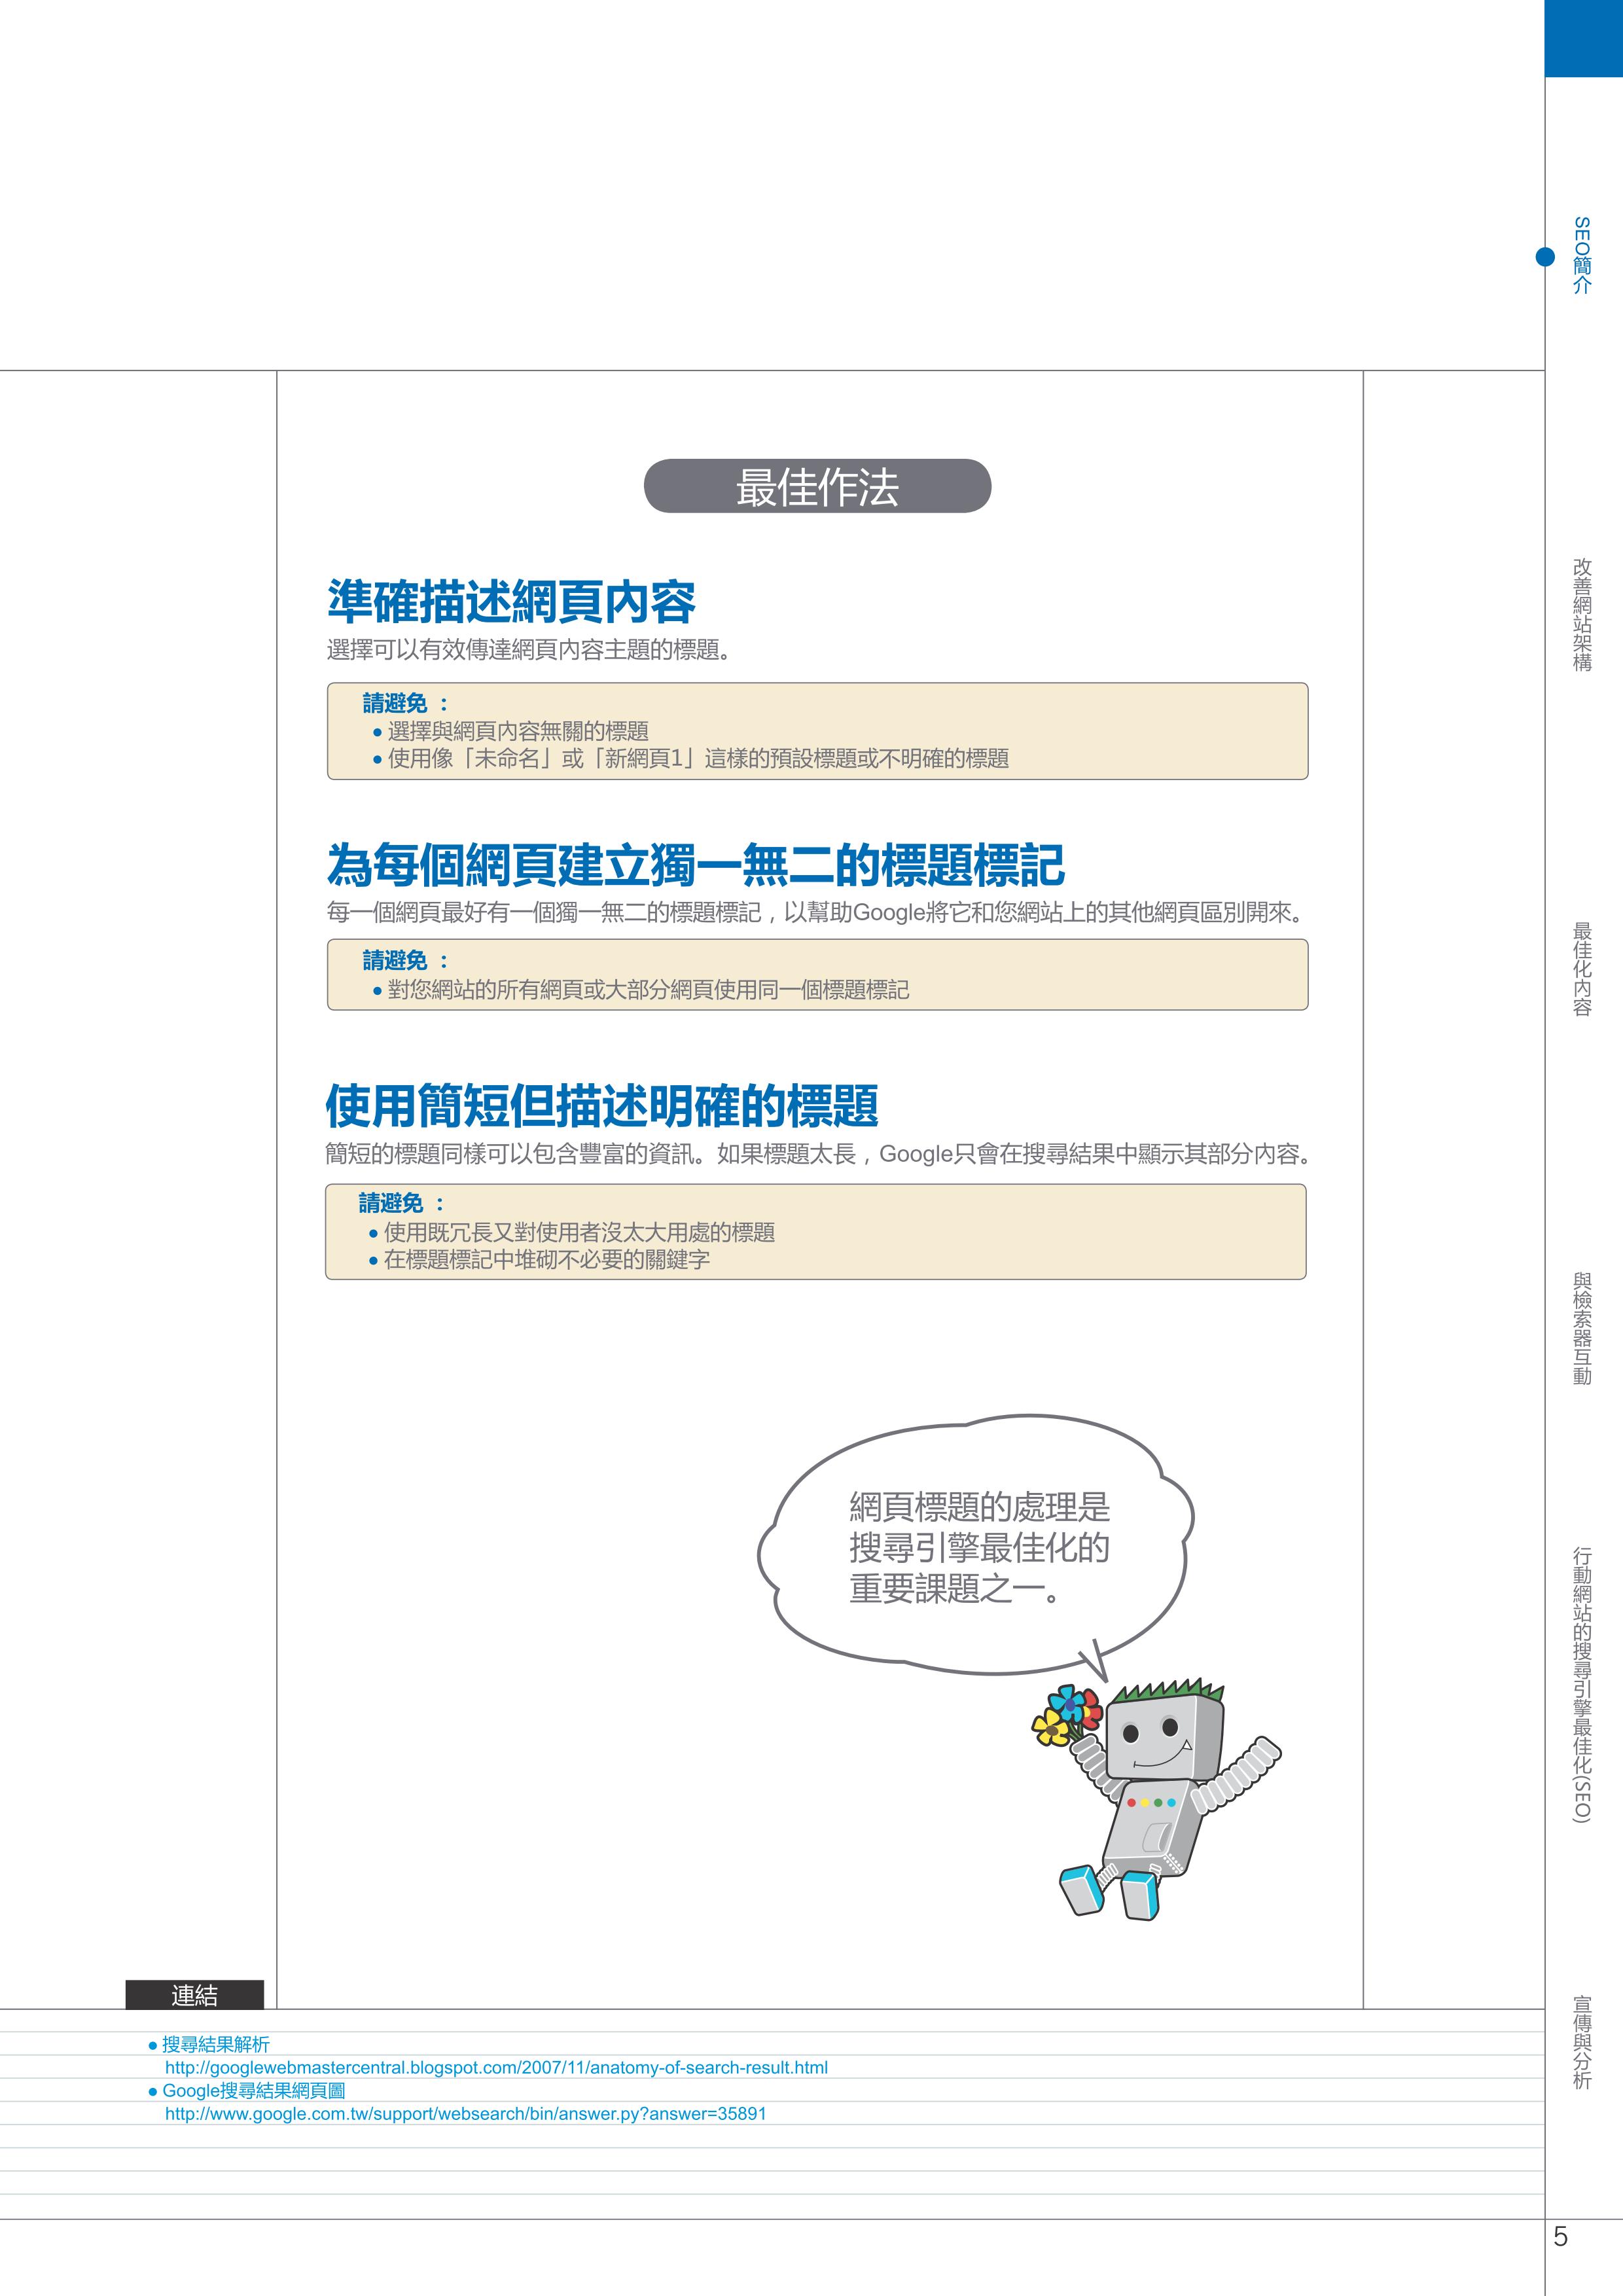 最佳作法
準確描述網頁內容
選擇可以有效傳達網頁內容主題的標題。
請避免：
● 選擇與網頁內容無關的標題
● 使用像「未命名」或「新網頁1」這樣的預設標題或不明確的標題
為每個網頁建立獨一無二的標題標記
每一個網頁最好有一個獨一無二的標題標記，以幫助Google將它和您網站上的其他網頁區別開來。
請避免：
● 對您網站的所有網頁或大部分網頁使用同一個標題標記
使用簡短但描述明確的標題
簡短的標題同樣可以包含豐富的資訊。如果標題太長，Google只會在搜尋結果中顯示其部分內容。
請避免：
● 使用既冗長又對使用者沒太大用處的標題
● 在標題標記中堆砌不必要的關鍵字
網頁標題的處理是
搜尋引擎最佳化的
重要課題之一。
連結
● 搜尋結果解析
http://googlewebmastercentral.blogspot.com/2007/11/anatomy-of-search-result.html
● Google搜尋結果網頁圖
http://www.google.com.tw/support/websearch/bin/answer.py?answer=35891
SEO簡介
改善網站架構
最佳化內容
與檢索器互動
行動網站的搜尋引擎最佳化(SEO)
宣傳與分析
5